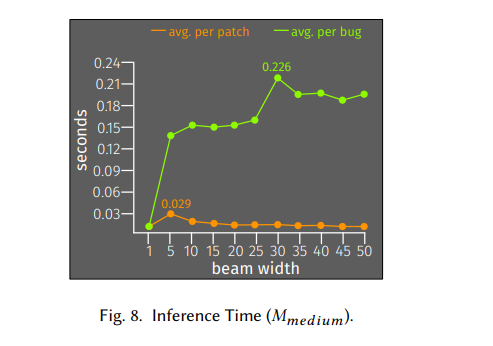 avg. per patch avg. per bug
0.226
0.24
0.21
0.18
0.15
0.12
0.09
0.06
0.03
seconds
0.029
1 5 10 15 20 25 30 35 40 45 50
beam width
Fig. 8. Inference Time (Mmedium).